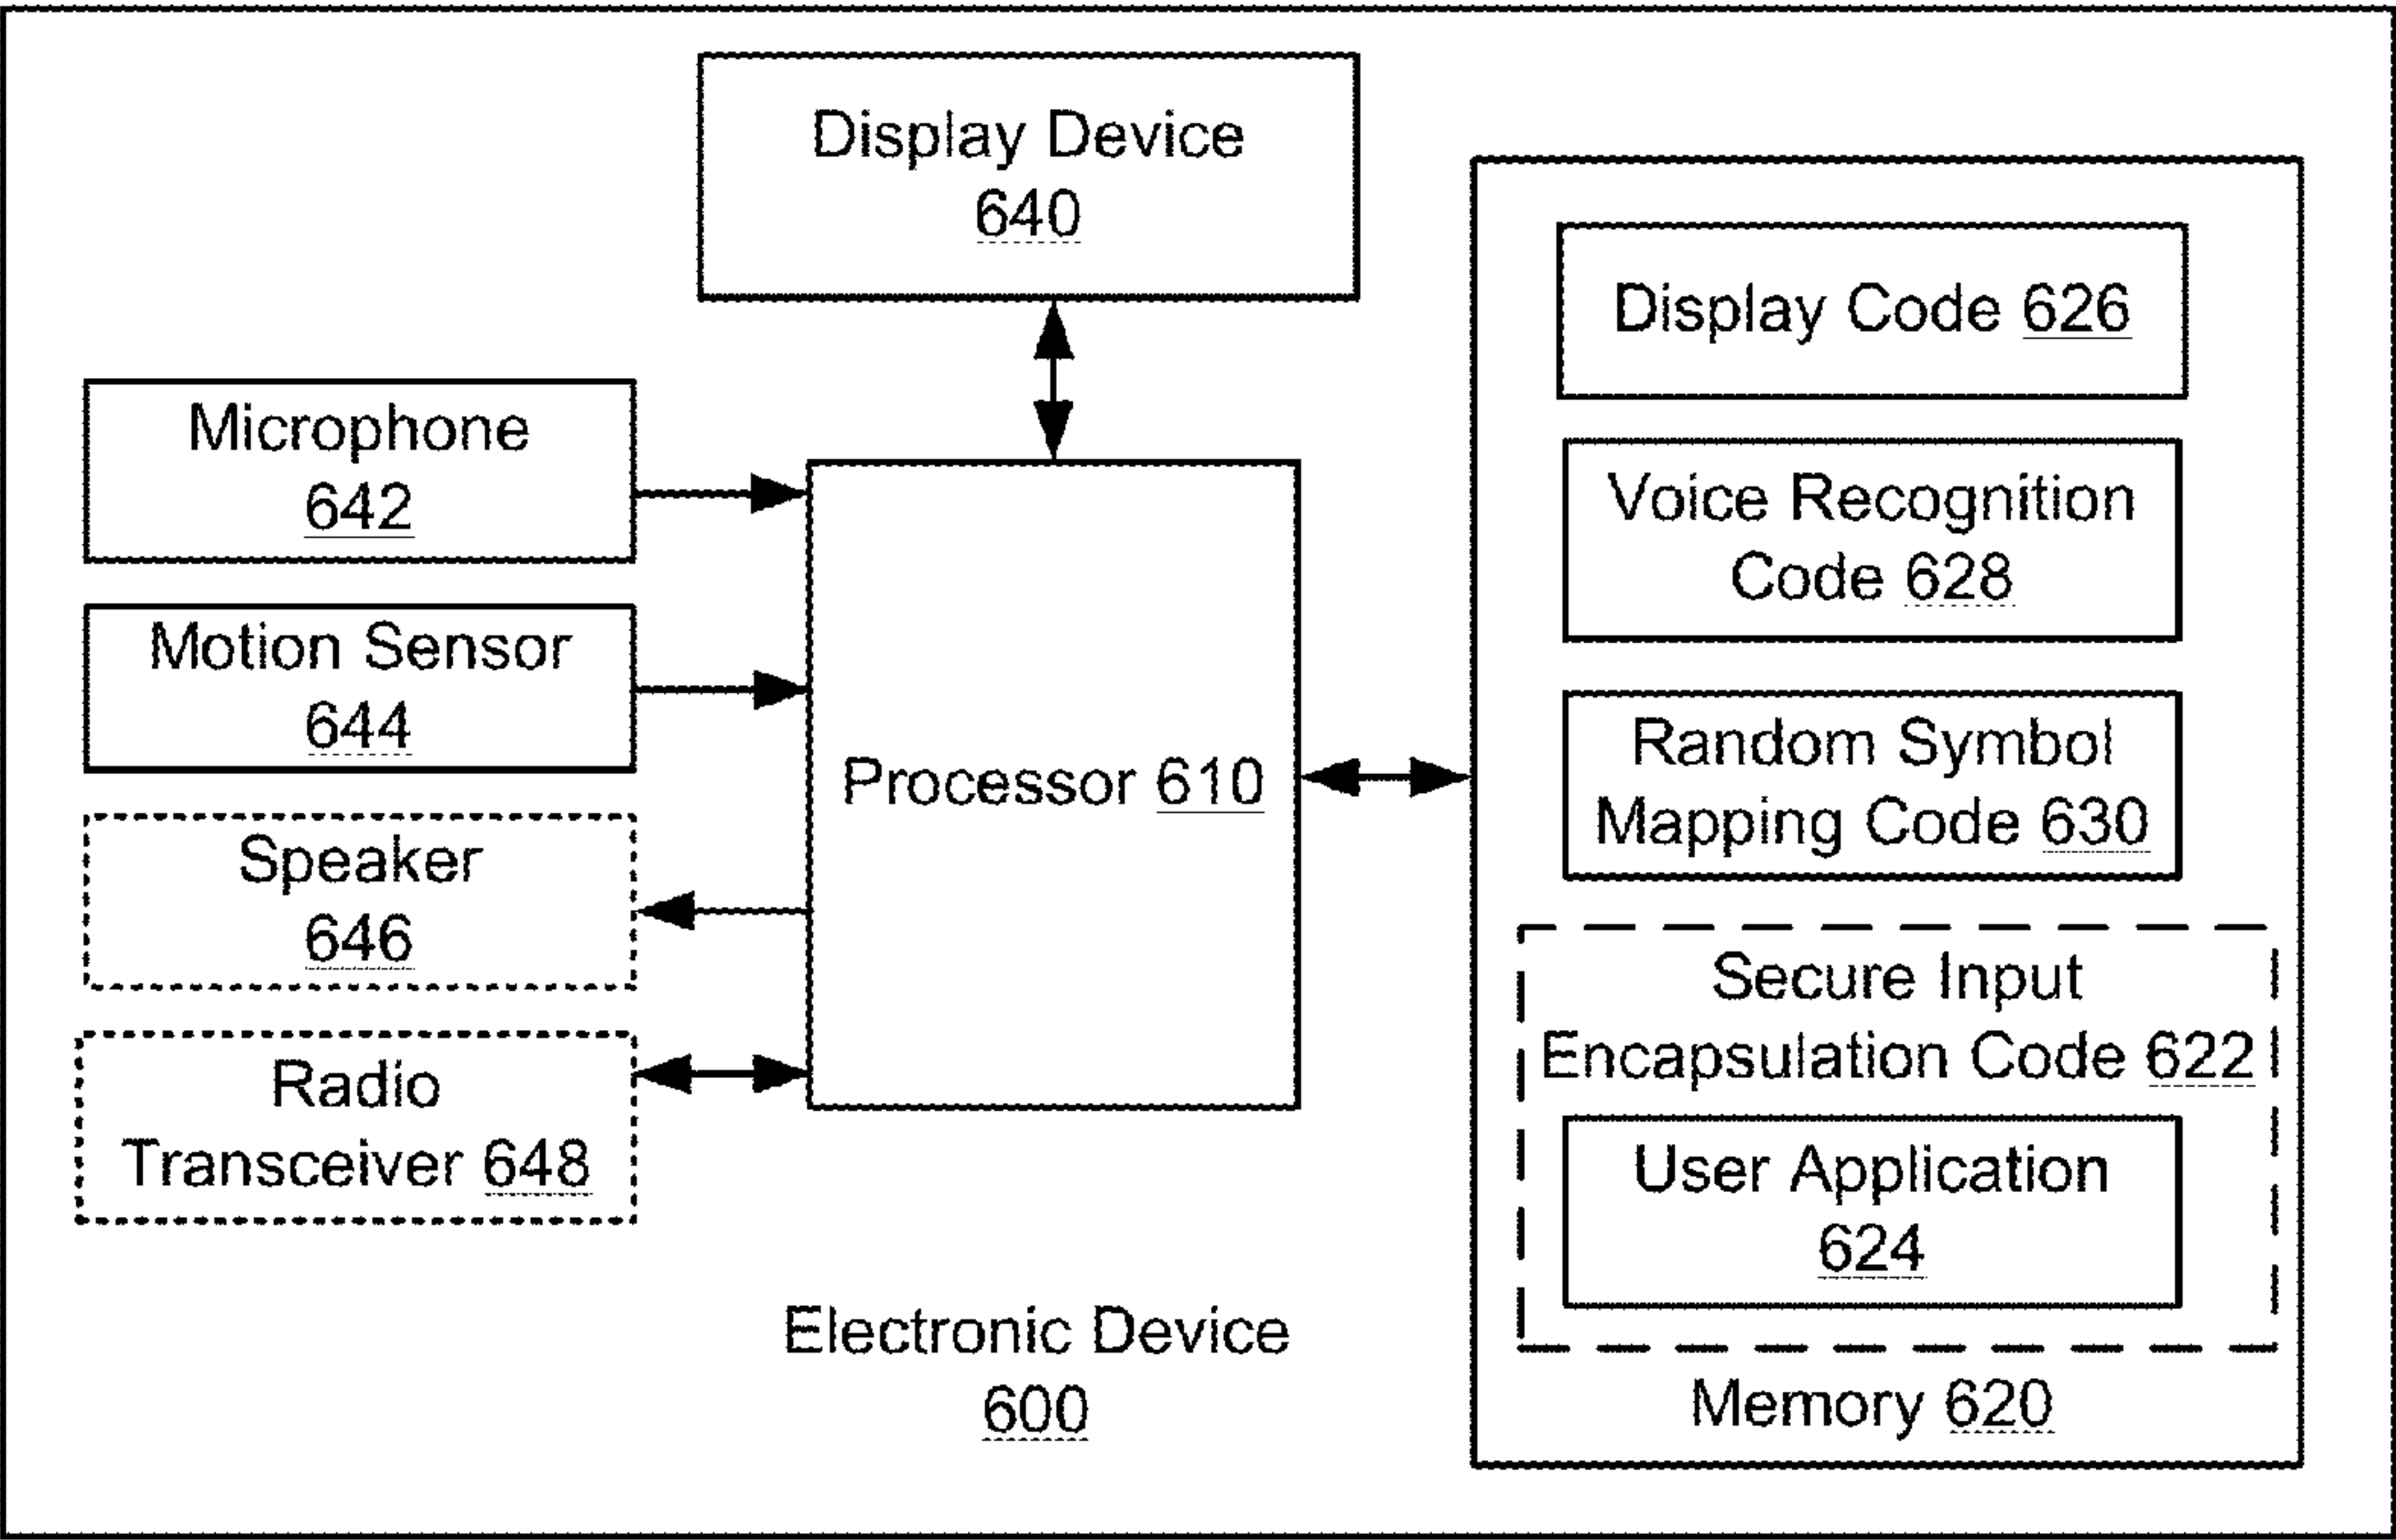 Display Device
640
Microphone
642
Motion Sensor
644
Speaker
646
Radio
Transceiver 648
Processor 610
Electronic Device
600
Display Code 626
Voice Recognition
Code 628
Random Symbol
Mapping Code 630
Secure Input
Encapsulation Code 622
User Application
624
Memory 620